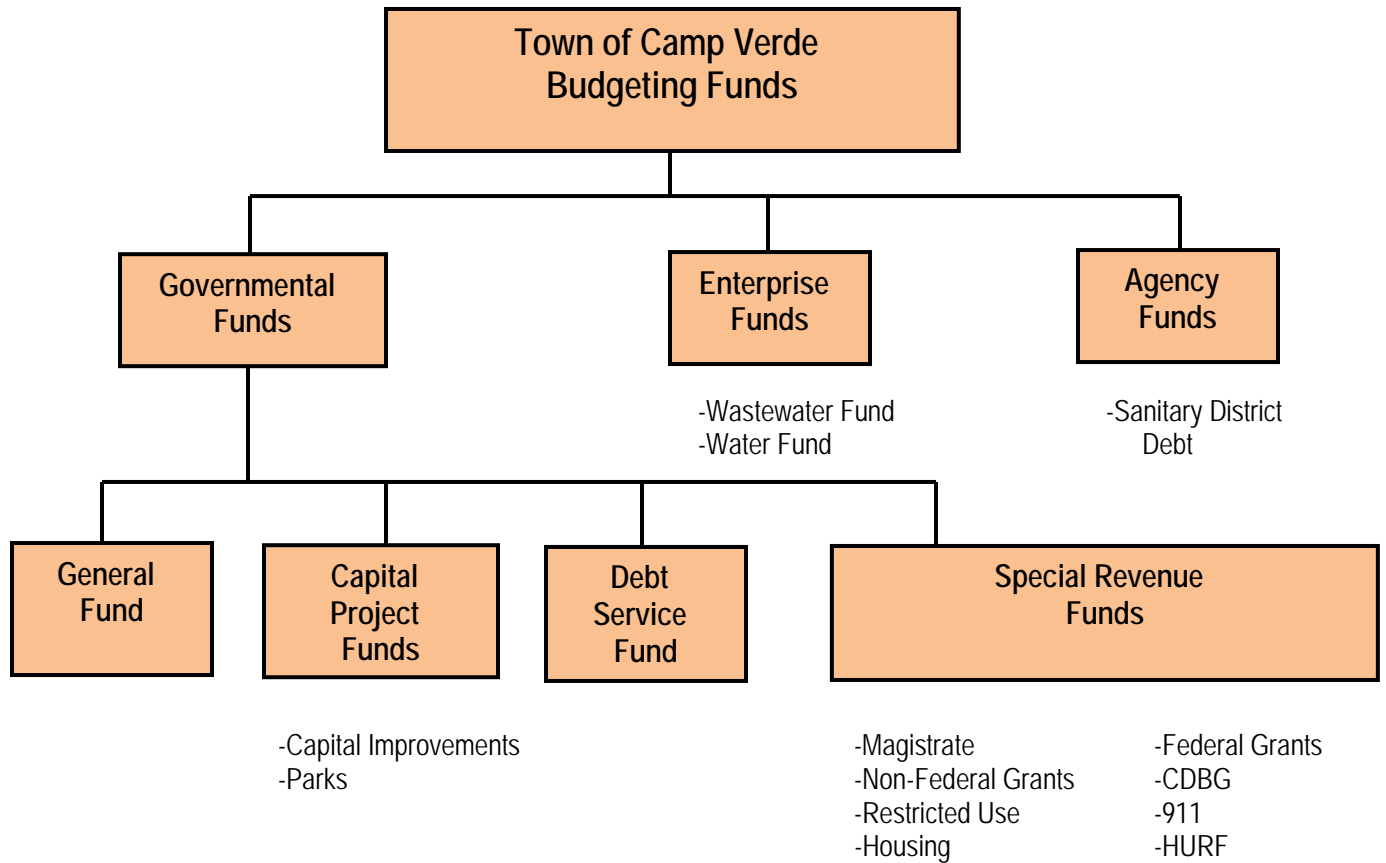 Town of Camp Verde
Budgeting Funds
Governmental
Funds
Enterprise
Funds
Agency
Funds
-Wastewater Fund
-Water Fund
-Sanitary District
Debt
General
Fund
Capital
Project
Funds
Debt
Service
Fund
Special Revenue
Funds
-Capital Improvements
-Parks
-Magistrate
-Non-Federal Grants
-Restricted Use
-Housing
-Federal Grants
-CDBG
-911
-HURF